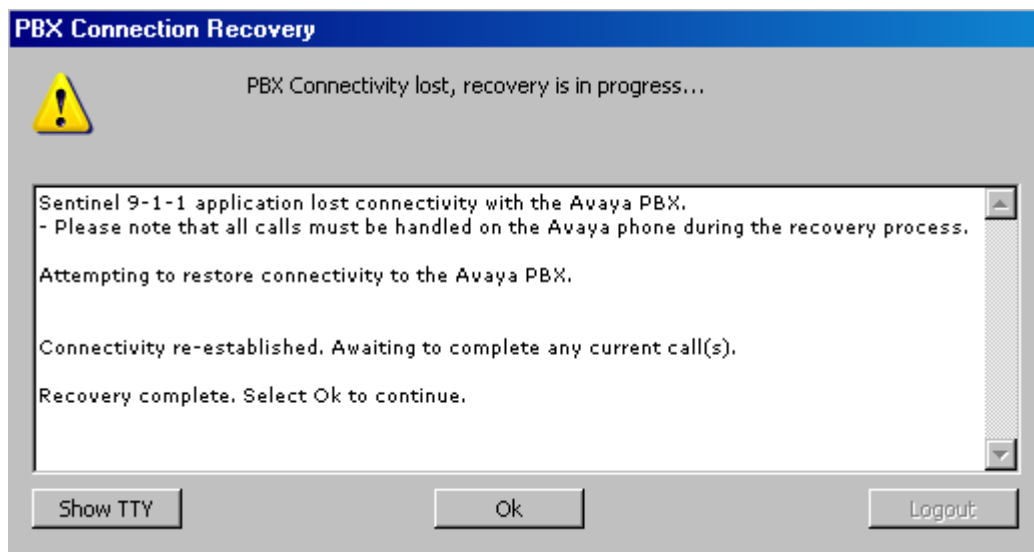 PBX Connection Recovery
PBX Connectivity lost, recovery is in progress...
Sentinel 9-1-1 application lost connectivity with the Avaya PBX.
- Please note that all calls must be handled on the Avaya phone during the recovery process.
Attempting to restore connectivity to the Avaya PBX.
Connectivity re-established. Awaiting to complete any current call(s).
Recovery complete. Select Ok to continue.
Show TTY
Ok
Logout